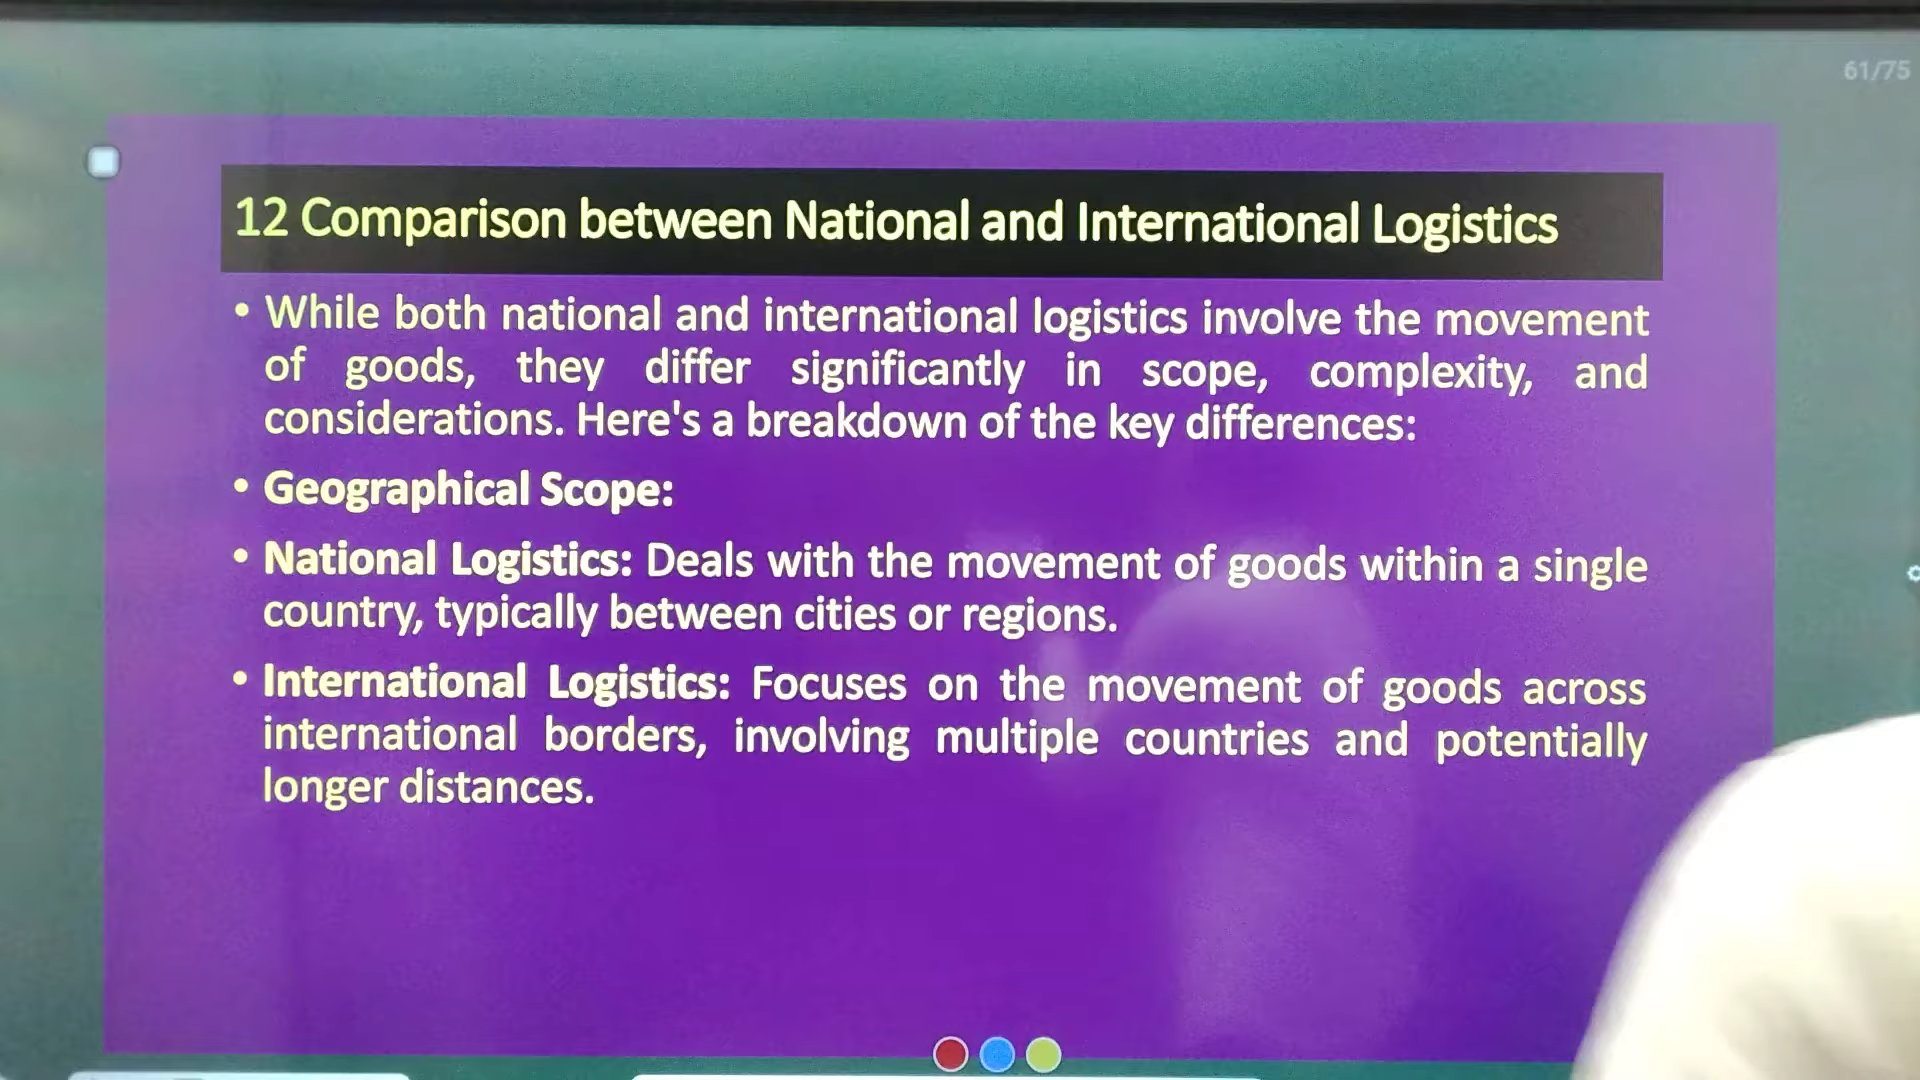 61/75
12 Comparison between National and International Logistics
• While both national and international logistics involve the movement
of goods, they differ significantly in scope, complexity, and
considerations. Here's a breakdown of the key differences:
• Geographical Scope:
• National Logistics: Deals with the movement of goods within a single
country, typically between cities or regions.
• International Logistics: Focuses on the movement of goods across
international borders, involving multiple countries and potentially
longer distances.